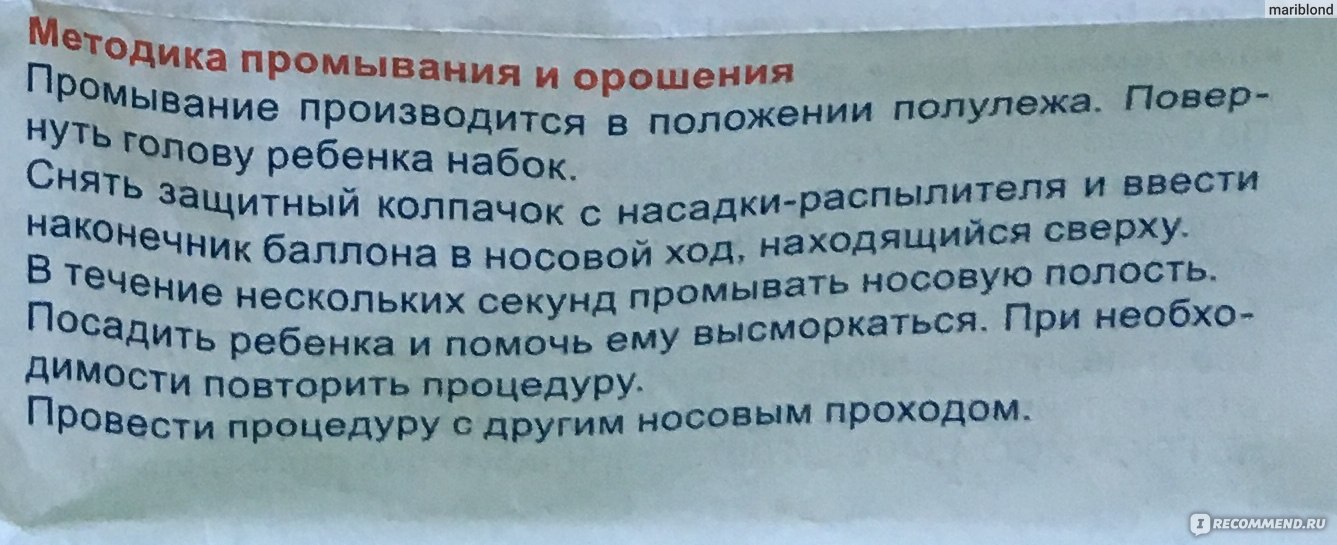 mariblond
Методика промывания и орошения
Промывание производится в положении полулежа. Повер-
нуть голову ребенка набок.
Снять защитный колпачок с насадки-распылителя и ввести
наконечник баллона в носовой ход, находящийся сверху.
В течение нескольких секунд промывать носовую полость.
Посадить ребенка и помочь ему высморкаться. При необхо-
димости повторить процедуру.
Провести процедуру с другим носовым проходом.
IRECOMMEND.RU